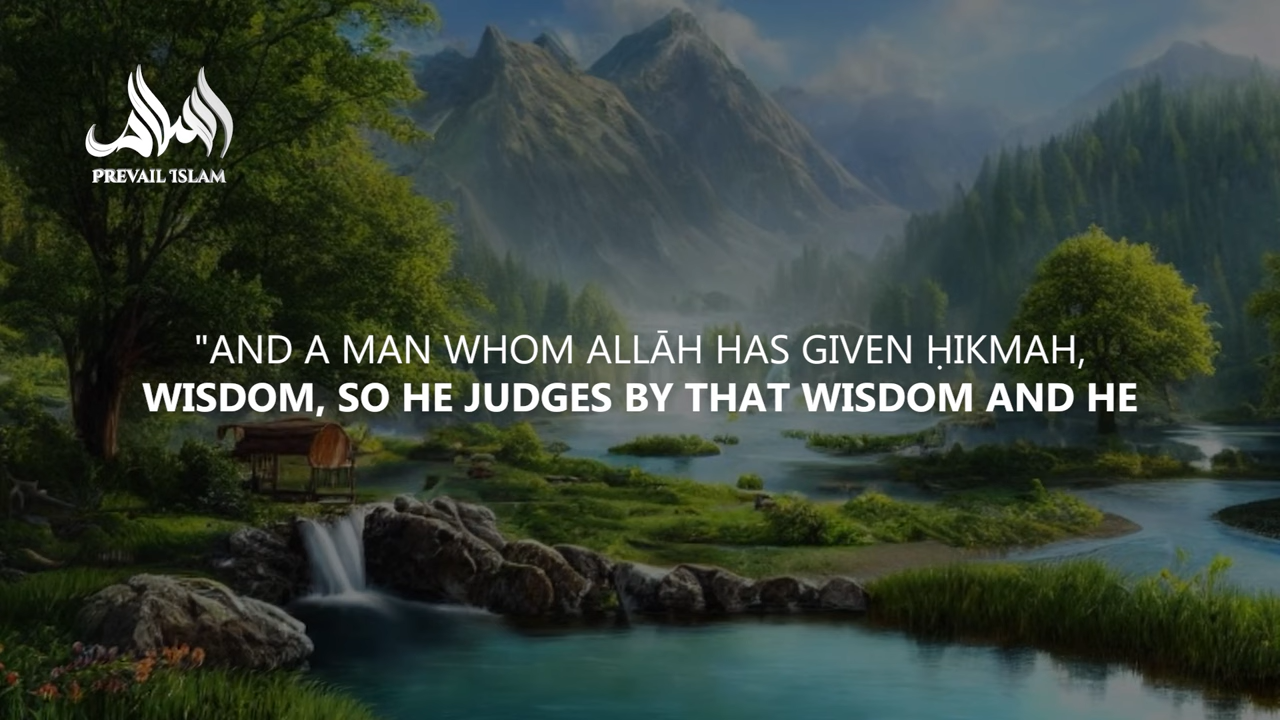 PREVAIL ISLAM
"AND A MAN WHOM ALLĀH HAS GIVEN ḤIKMAH,
WISDOM, SO HE JUDGES BY THAT WISDOM AND HE